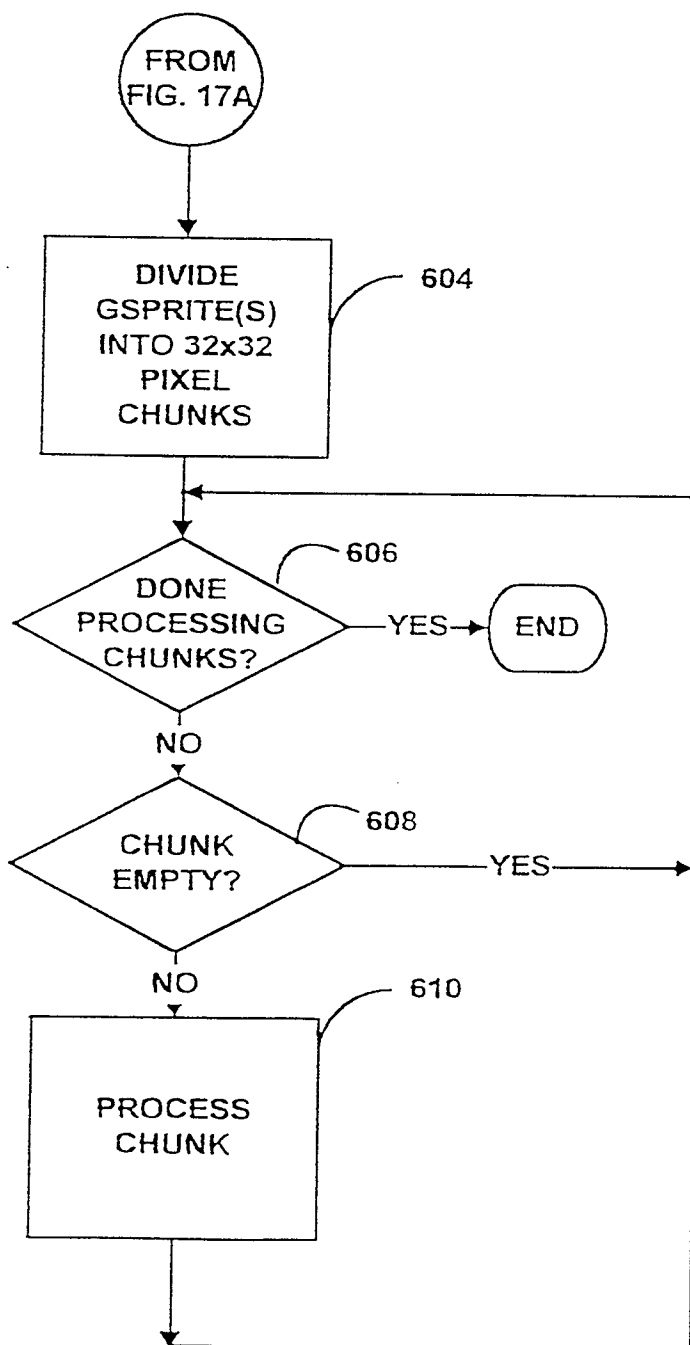 FROM
FIG. 17A
DIVIDE
GSPRITE(S)
INTO 32x32
PIXEL
CHUNKS
604
606
DONE
PROCESSING
CHUNKS?
YES
END
NO
608
CHUNK
EMPTY?
YES
NO
610
PROCESS
CHUNK